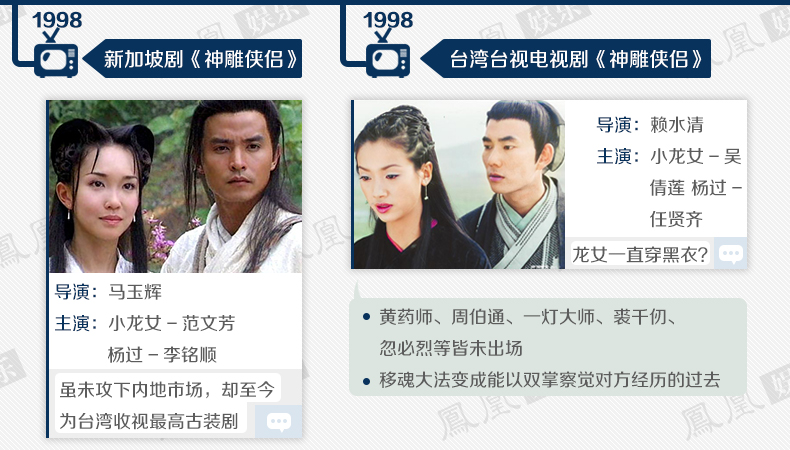 1998
新加坡剧《神雕侠侣》
导演：马玉辉
主演：小龙女－范文芳
杨过－李铭顺
虽未攻下内地市场，却至今
为台湾收视最高古装剧
1998
台湾台视电视剧《神雕侠侣》
导演：赖水清
主演：小龙女－吴
倩莲 杨过－
任贤齐
龙女一直穿黑衣?
黄药师、周伯通、一灯大师、裘千仞、
忽必烈等皆未出场
移魂大法变成能以双掌察觉对方经历的过去
凤凰娱乐